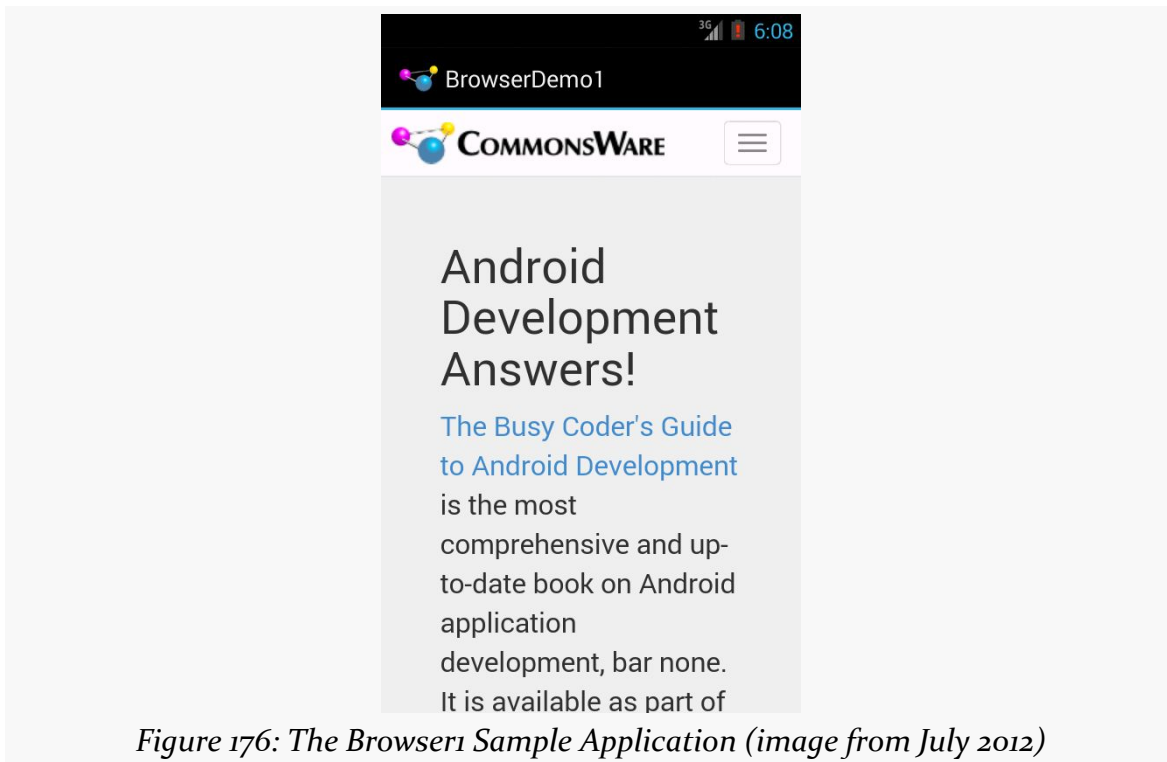 3G 6:08
BrowserDemo1
COMMONSWARE
Android
Development
Answers!
The Busy Coder's Guide
to Android Development
is the most
comprehensive and up-
to-date book on Android
application
development, bar none.
It is available as part of
Figure 176: The Browser1 Sample Application (image from July 2012)